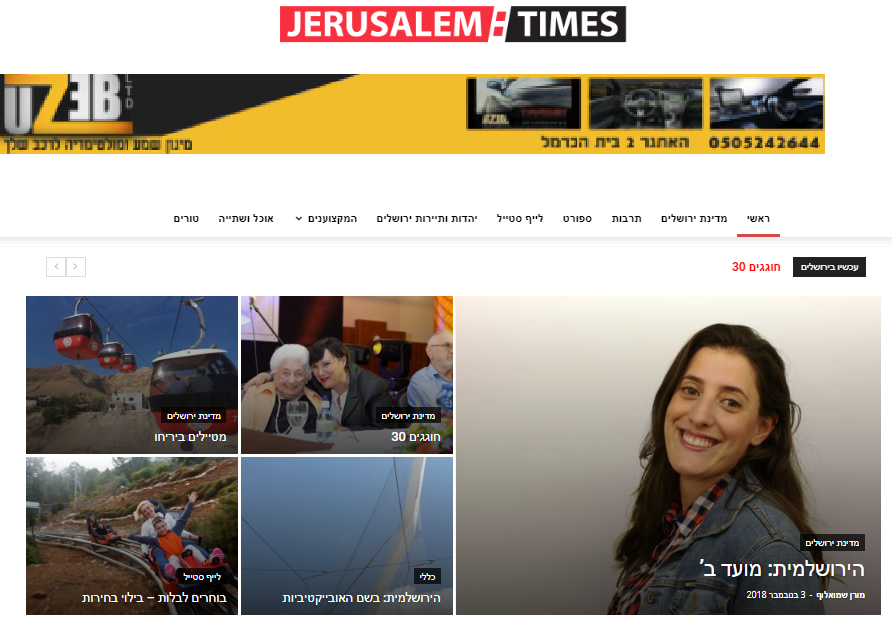 JERUSALEM TIMES
UZEB LTD
מיגון שמע ומולטימדיה לרכב שלך
האתגר 2 בית הכרמל 0505242644
ראשי מדינת ירושלים תרבות ספורט לייף סטייל יהדות ותיירות ירושלים המקצוענים אוכל ושתייה טורים
עכשיו בירושלים חוגגים 30
מדינת ירושלים
הירושלמית: מועד ב'
מורן שמואלוף - 3 בנובמבר 2018
מדינת ירושלים
חוגגים 30
מדינת ירושלים
מטיילים ביריחו
כללי
הירושלמית: בשם האובייקטיביות
לייף סטייל
בוחרים לבלות – בילוי בחירות